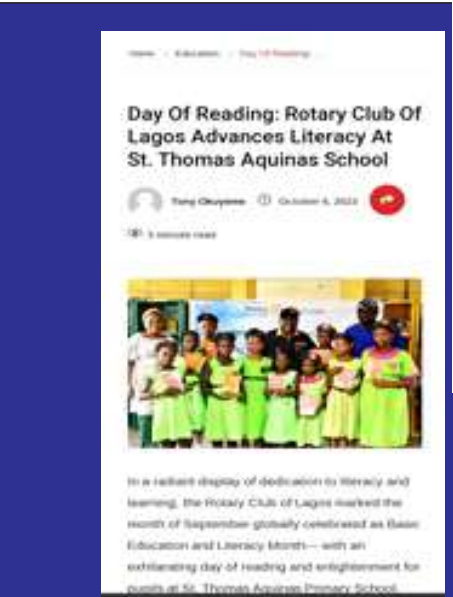 Home Education Day Of Reading:
Day Of Reading: Rotary Club Of
Lagos Advances Literacy At
St. Thomas Aquinas School
Tony Okuyeme October 6, 2023
3 minute read
In a radiant display of dedication to literacy and
learning, the Rotary Club of Lagos marked the
month of September globally celebrated as Basic
Education and Literacy Month— with an
exhilarating day of reading and enlightenment for
pupils at St. Thomas Aquinas Primary School,